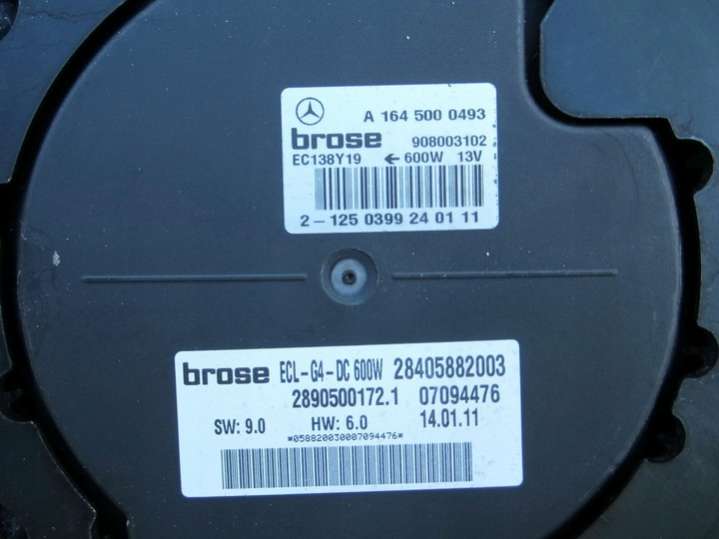 A 164 500 0493
brose 908003102
EC138Y19 ← 600W 13V
2-125 0399 24 01 11
brose ECL-G4-DC 600W 28405882003
2890500172.1 07094476
SW: 9.0 HW: 6.0 14.01.11
*058820030007094476*